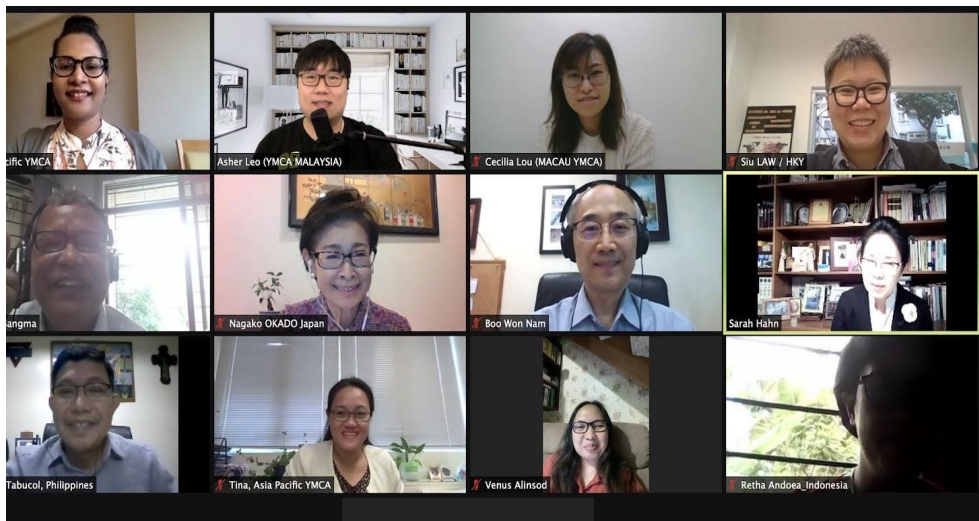 cific YMCA
Asher Leo (YMCA MALAYSIA)
Cecilia Lou (MACAU YMCA)
Siu LAW / HKY
Sangma
Nagako OKADO Japan
Boo Won Nam
Sarah Hahn
Tabucol, Philippines
Tina, Asia Pacific YMCA
Venus Alinsod
Retha Andoea_Indonesia